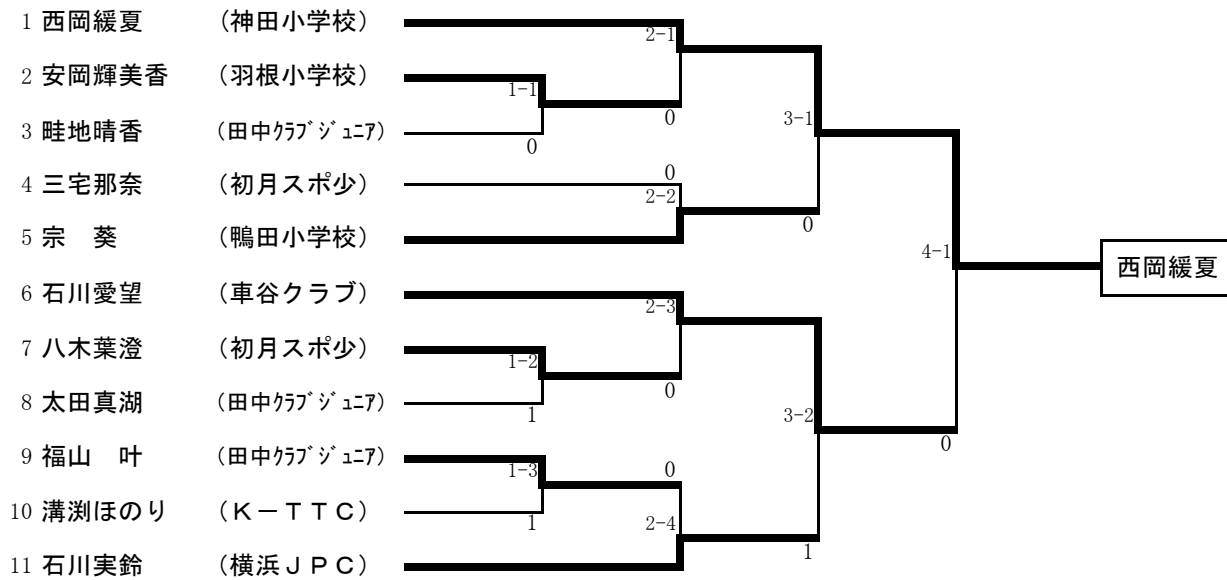 1 西岡緩夏 (神田小学校)
2-1
2 安岡輝美香 (羽根小学校)
1-1
0
3-1
3 畦地晴香 (田中ｸﾗﾌﾞｼﾞｭﾆｱ)
0
4 三宅那奈 (初月スポ少)
0
2-2
0
5 宗　葵 (鴨田小学校)
4-1
西岡緩夏
6 石川愛望 (車谷クラブ)
2-3
7 八木葉澄 (初月スポ少)
1-2
0
8 太田真湖 (田中ｸﾗﾌﾞｼﾞｭﾆｱ)
1
3-2
0
9 福山　叶 (田中ｸﾗﾌﾞｼﾞｭﾆｱ)
1-3
0
10 溝渕ほのり (Ｋ－ＴＴＣ)
1
2-4
1
11 石川実鈴 (横浜ＪＰＣ)